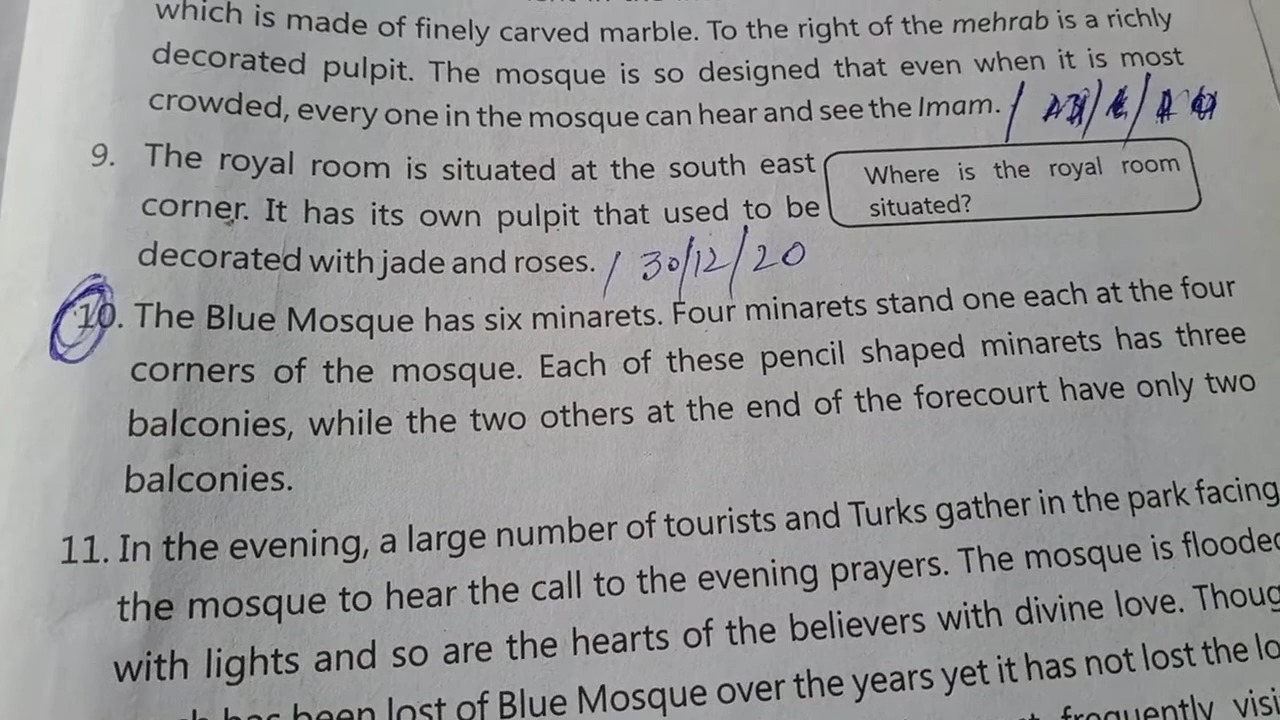 which is made of finely carved marble. To the right of the mehrab is a richly
decorated pulpit. The mosque is so designed that even when it is most
crowded, every one in the mosque can hear and see the Imam. /
9. The royal room is situated at the south east
corner. It has its own pulpit that used to be
decorated with jade and roses. / 30/12/20
Where is the royal room
situated?
10. The Blue Mosque has six minarets. Four minarets stand one each at the four
corners of the mosque. Each of these pencil shaped minarets has three
balconies, while the two others at the end of the forecourt have only two
balconies.
11. In the evening, a large number of tourists and Turks gather in the park facing
the mosque to hear the call to the evening prayers. The mosque is flooded
with lights and so are the hearts of the believers with divine love. Thoug
has been lost of Blue Mosque over the years yet it has not lost the lo
frequently visi